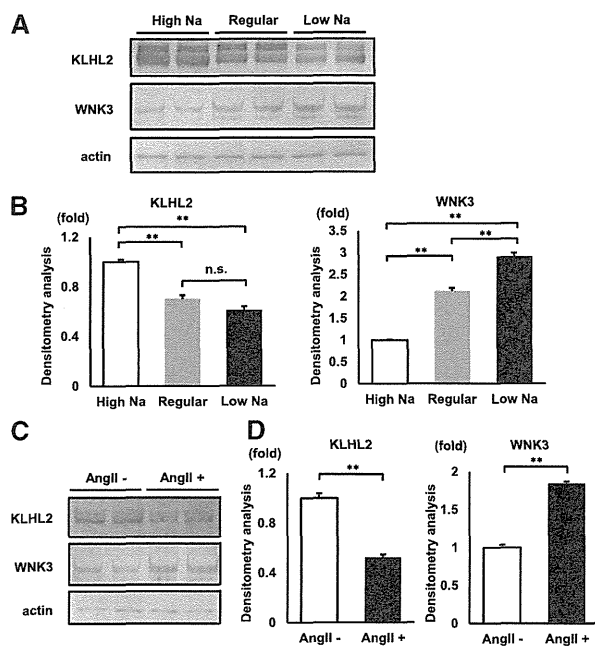 A
High Na Regular Low Na
KLHL2
WNK3
actin
B
KLHL2
(fold)
**
**
n.s.
1.2
0.8
0.4
0
Densitometry analysis
High Na Regular Low Na
WNK3
(fold)
**
**
**
3.5
3
2.5
2
1.5
1
0.5
0
Densitometry analysis
High Na Regular Low Na
C
AngII - AngII +
KLHL2
WNK3
actin
D
KLHL2
(fold)
**
1.2
0.8
0.4
0
Densitometry analysis
AngII - AngII +
WNK3
(fold)
**
2
1.5
1
0.5
0
Densitometry analysis
AngII - AngII +